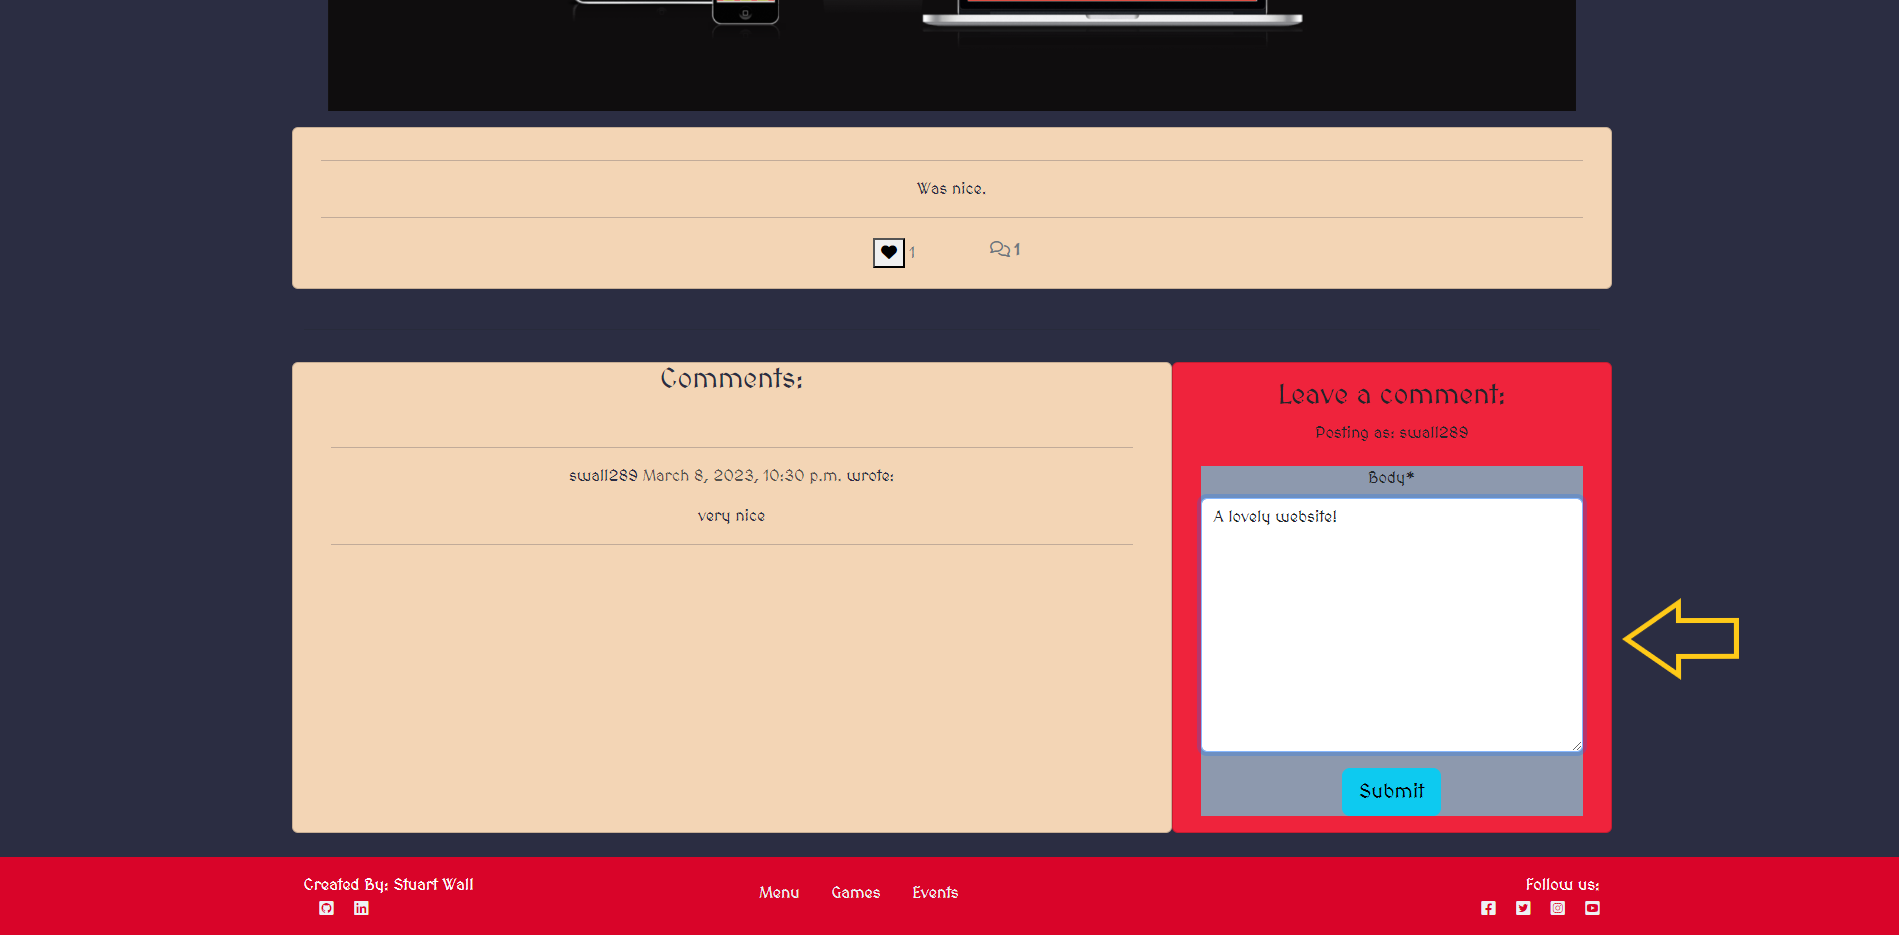 Was nice.
1
1
Comments:
swall289 March 8, 2023, 10:30 p.m. wrote:
very nice
Leave a comment:
Posting as: swall289
Body*
A lovely website!
Submit
Created By: Stuart Wall
Menu Games Events
Follow us: